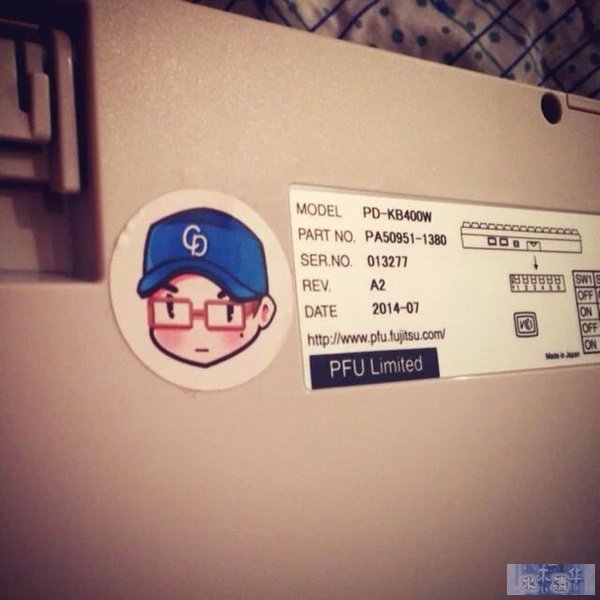 CD
MODEL PD-KB400W
PART NO. PA50951-1380
SER.NO. 013277
REV. A2
DATE 2014-07
http://www.pfu.fujitsu.com/
PFU Limited
Made in Japan
SW1 S
OFF O
ON
OFF O
ON